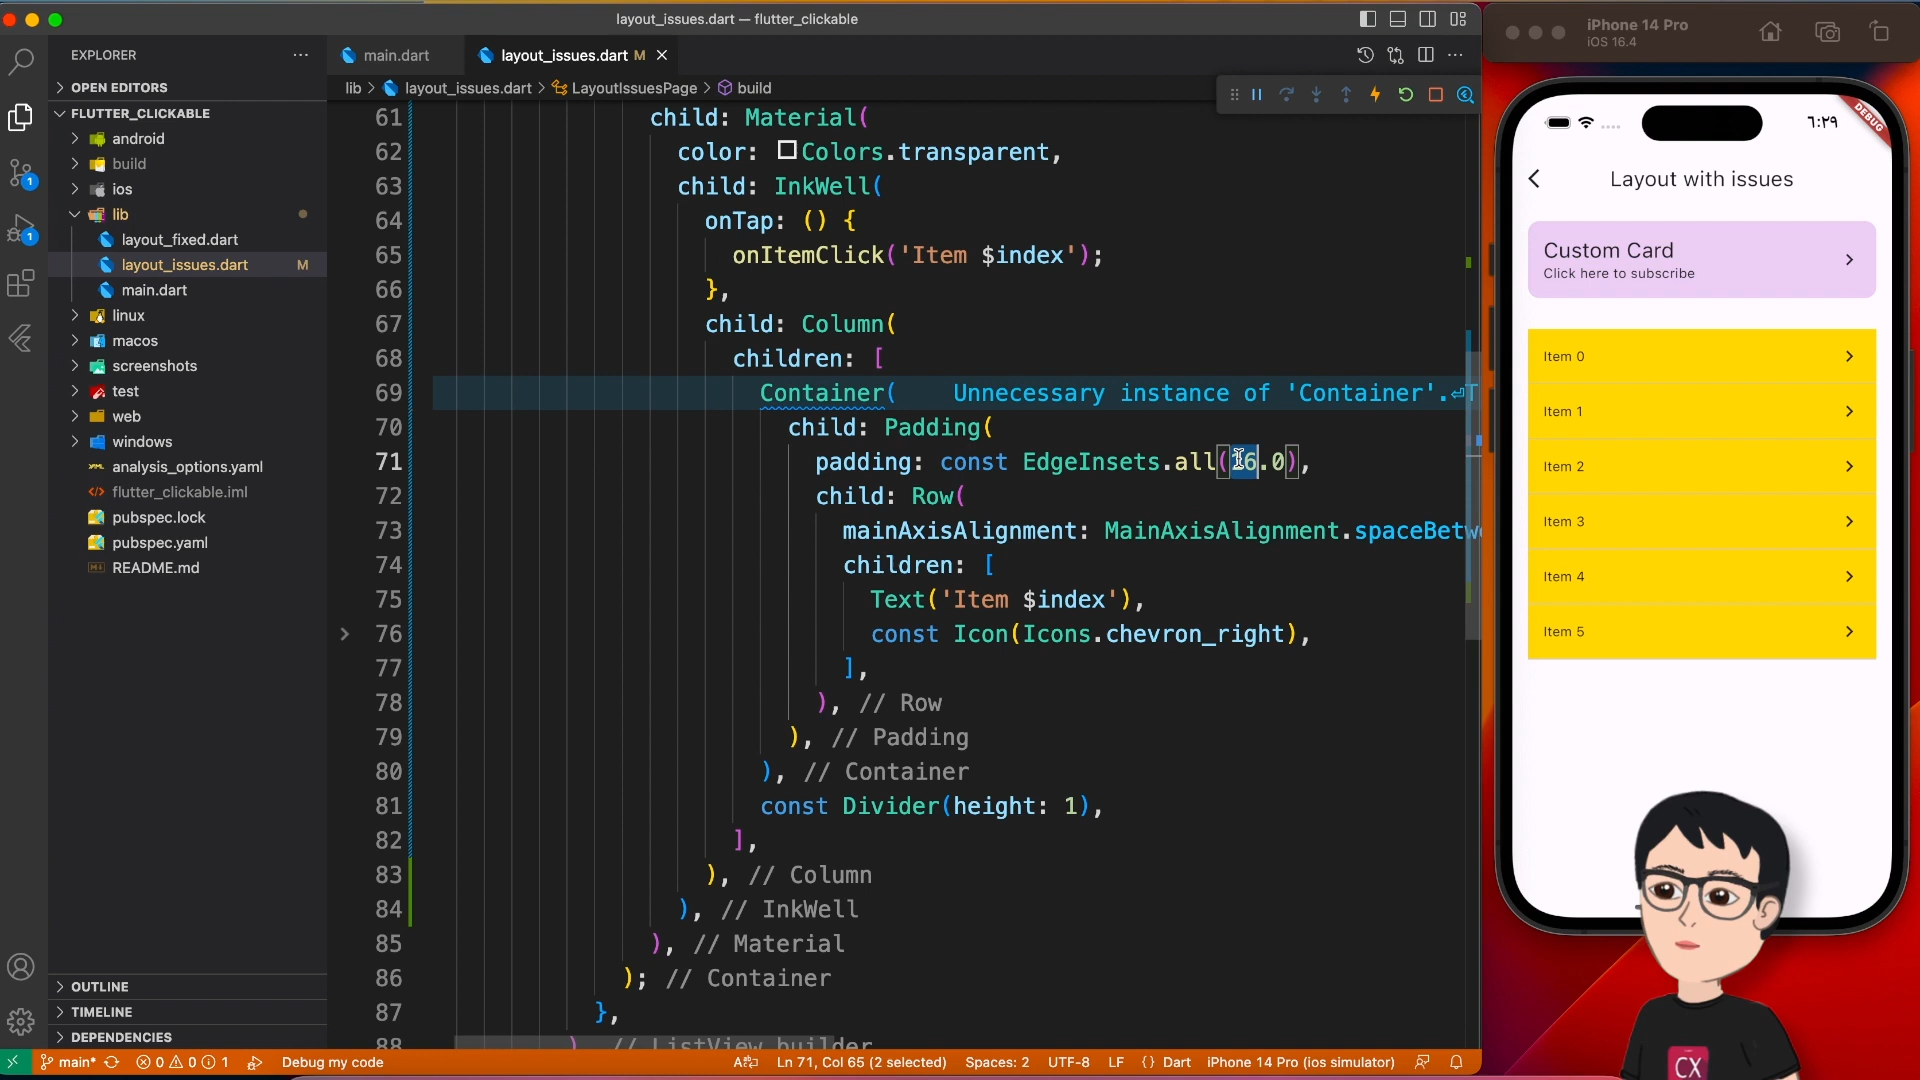 layout_issues.dart — flutter_clickable
iPhone 14 Pro
iOS 16.4
EXPLORER
main.dart
layout_issues.dart M
OPEN EDITORS
lib > layout_issues.dart > LayoutIssuesPage > build
FLUTTER_CLICKABLE
android
build
ios
lib
layout_fixed.dart
layout_issues.dart M
main.dart
linux
macos
screenshots
test
web
windows
analysis_options.yaml
flutter_clickable.iml
pubspec.lock
pubspec.yaml
README.md
OUTLINE
TIMELINE
DEPENDENCIES
1
1
61 child: Material(
62 color: Colors.transparent,
63 child: InkWell(
64 onTap: () {
65 onItemClick('Item $index');
66 },
67 child: Column(
68 children: [
69 Container( Unnecessary instance of 'Container'.⏎T
70 child: Padding(
71 padding: const EdgeInsets.all(16.0),
72 child: Row(
73 mainAxisAlignment: MainAxisAlignment.spaceBetw
74 children: [
75 Text('Item $index'),
76 const Icon(Icons.chevron_right),
77 ],
78 ), // Row
79 ), // Padding
80 ), // Container
81 const Divider(height: 1),
82 ],
83 ), // Column
84 ), // InkWell
85 ), // Material
86 ); // Container
87 },
88 ) // ListView.builder
DEBUG
Layout with issues
Custom Card
Click here to subscribe
Item 0
Item 1
Item 2
Item 3
Item 4
Item 5
CX
main* 0 0 1 Debug my code Ln 71, Col 65 (2 selected) Spaces: 2 UTF-8 LF {} Dart iPhone 14 Pro (ios simulator)